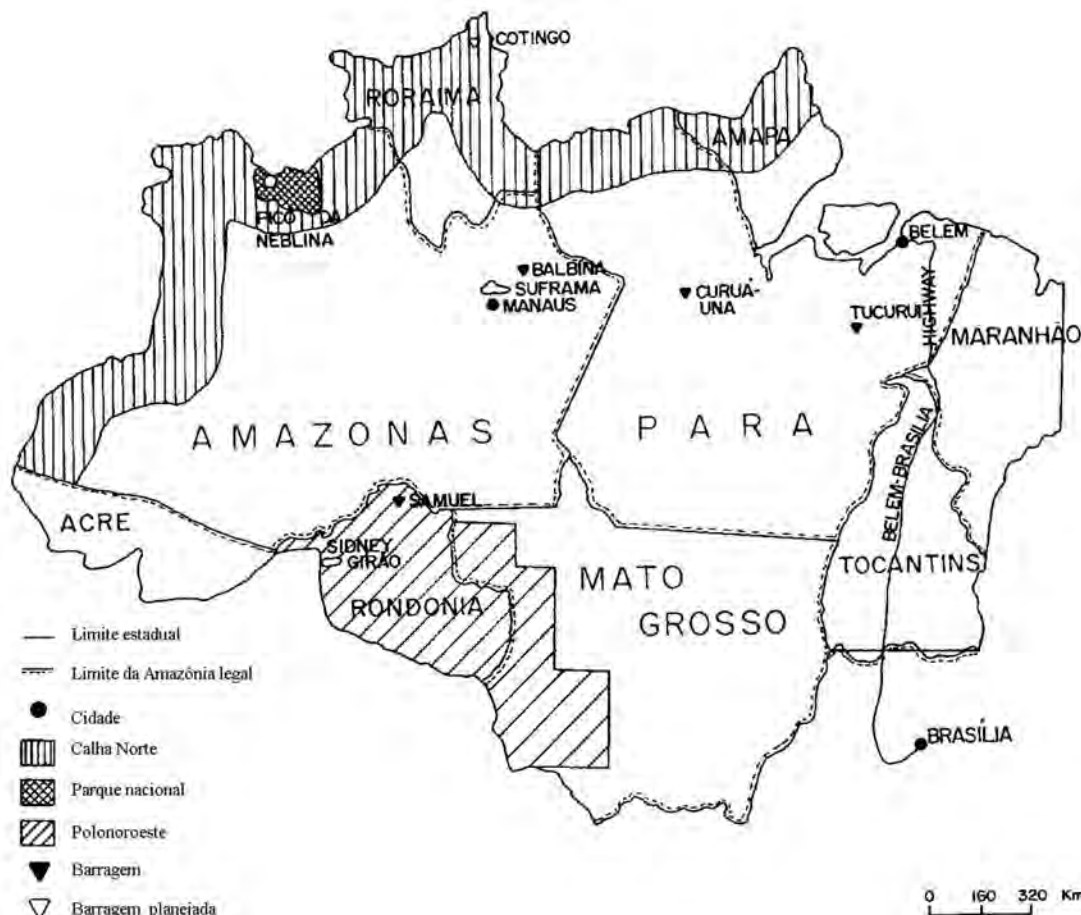 COTINGO
RORAIMA
AMAPA
PICO DA
NEBLINA
BELÉM
BALBINA
SUFRAMA
MANAUS
CURUÁ-
UNA
TUCURUI
HIGHWAY
MARANHÃO
AMAZONAS
PARA
BELEM-BRASILIA
SAMUEL
ACRE
SIDNEY
GIRÃO
RONDONIA
MATO
GROSSO
TOCANTINS
BRASÍLIA
Limite estadual
Limite da Amazônia legal
Cidade
Calha Norte
Parque nacional
Polonoroeste
Barragem
Barragem planejada
0 160 320 Km